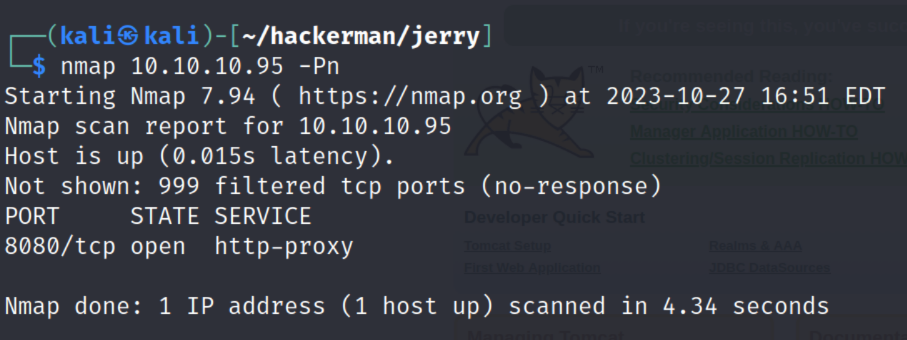 ┌──(kali㉿kali)-[~/hackerman/jerry]
└─$ nmap 10.10.10.95 -Pn
Starting Nmap 7.94 ( https://nmap.org ) at 2023-10-27 16:51 EDT
Nmap scan report for 10.10.10.95
Host is up (0.015s latency).
Not shown: 999 filtered tcp ports (no-response)
PORT     STATE SERVICE
8080/tcp open  http-proxy
Nmap done: 1 IP address (1 host up) scanned in 4.34 seconds
Recommended Reading:
Manager Application HOW-TO
Clustering/Session Replication HOW
TM
Developer Quick Start
Tomcat Setup
Realms & AAA
First Web Application
JDBC DataSources
Managing Tomcat